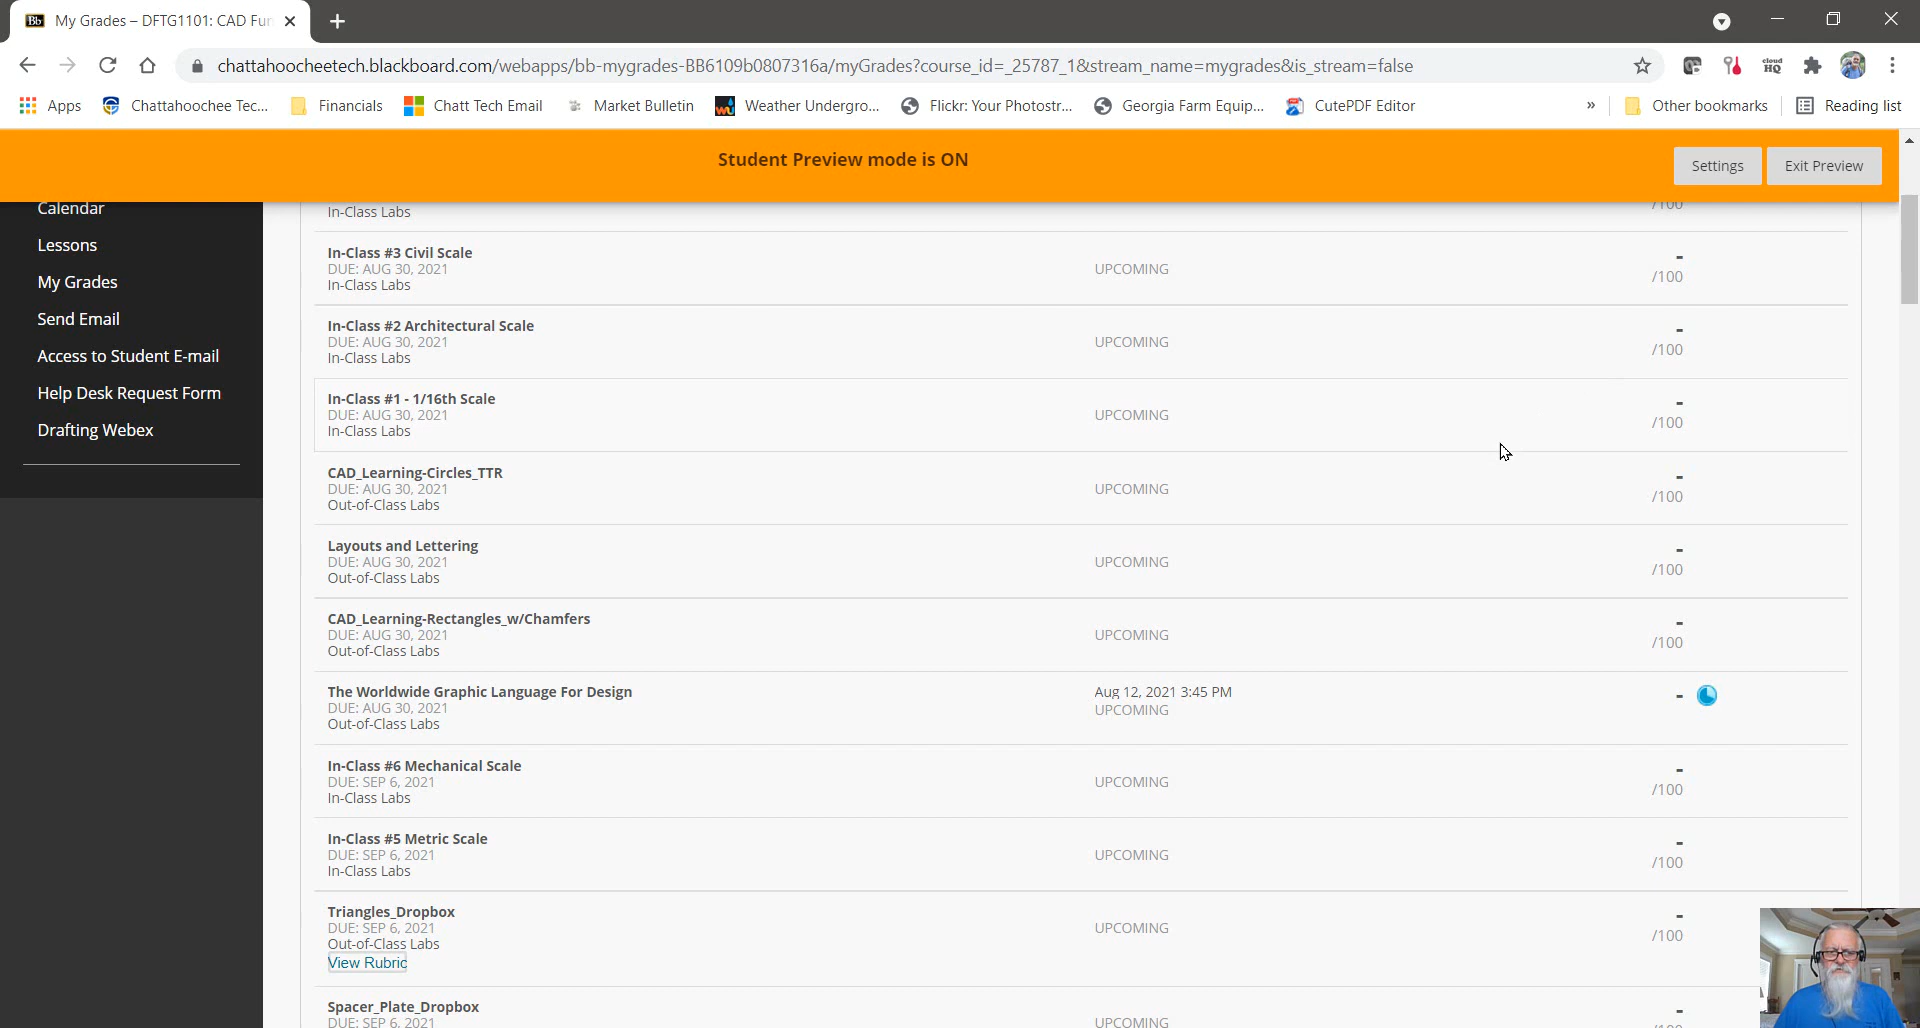 My Grades – DFTG1101: CAD Fun
chattahoocheetech.blackboard.com/webapps/bb-mygrades-BB6109b0807316a/myGrades?course_id=_25787_1&stream_name=mygrades&is_stream=false
cloud
HQ
Apps
Chattahoochee Tec...
Financials
Chatt Tech Email
Market Bulletin
Weather Undergro...
Flickr: Your Photostr...
Georgia Farm Equip...
CutePDF Editor
»
Other bookmarks
Reading list
Student Preview mode is ON
Settings
Exit Preview
Calendar
Lessons
My Grades
Send Email
Access to Student E-mail
Help Desk Request Form
Drafting Webex
In-Class Labs
/100
In-Class #3 Civil Scale
DUE: AUG 30, 2021
In-Class Labs
UPCOMING
-
/100
In-Class #2 Architectural Scale
DUE: AUG 30, 2021
In-Class Labs
UPCOMING
-
/100
In-Class #1 - 1/16th Scale
DUE: AUG 30, 2021
In-Class Labs
UPCOMING
-
/100
CAD_Learning-Circles_TTR
DUE: AUG 30, 2021
Out-of-Class Labs
UPCOMING
-
/100
Layouts and Lettering
DUE: AUG 30, 2021
Out-of-Class Labs
UPCOMING
-
/100
CAD_Learning-Rectangles_w/Chamfers
DUE: AUG 30, 2021
Out-of-Class Labs
UPCOMING
-
/100
The Worldwide Graphic Language For Design
DUE: AUG 30, 2021
Out-of-Class Labs
Aug 12, 2021 3:45 PM
UPCOMING
-
In-Class #6 Mechanical Scale
DUE: SEP 6, 2021
In-Class Labs
UPCOMING
-
/100
In-Class #5 Metric Scale
DUE: SEP 6, 2021
In-Class Labs
UPCOMING
-
/100
Triangles_Dropbox
DUE: SEP 6, 2021
Out-of-Class Labs
View Rubric
UPCOMING
-
/100
Spacer_Plate_Dropbox
DUE: SEP 6, 2021
UPCOMING
-
/100